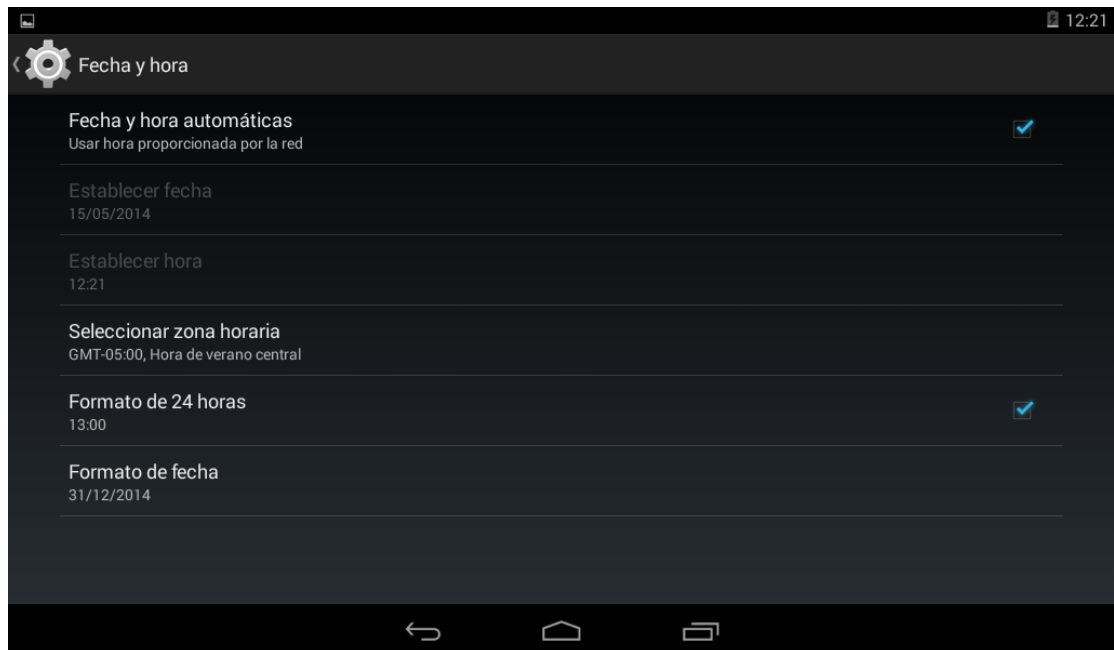 12:21
Fecha y hora
Fecha y hora automáticas
Usar hora proporcionada por la red
Establecer fecha
15/05/2014
Establecer hora
12:21
Seleccionar zona horaria
GMT-05:00, Hora de verano central
Formato de 24 horas
13:00
Formato de fecha
31/12/2014